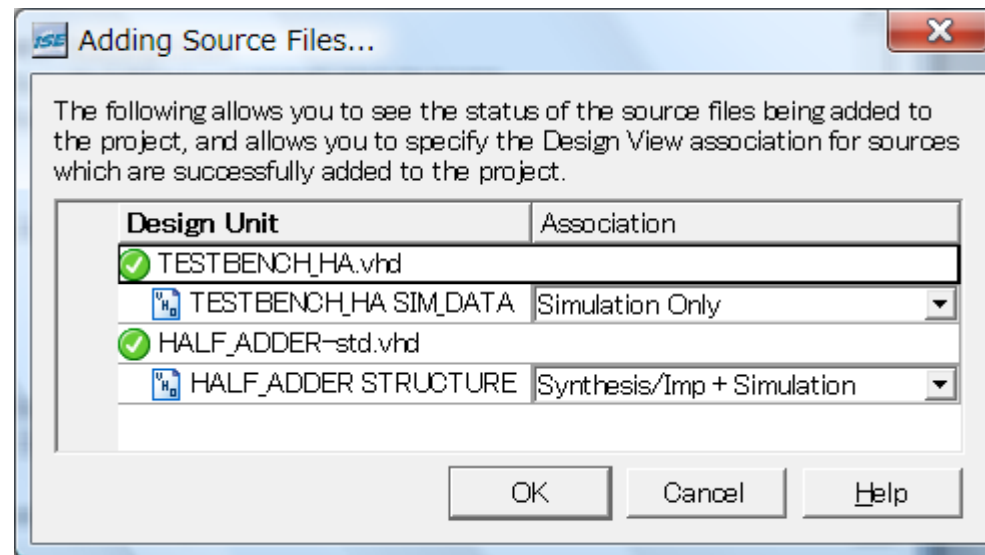 ISE Adding Source Files...
The following allows you to see the status of the source files being added to
the project, and allows you to specify the Design View association for sources
which are successfully added to the project.
Design Unit Association
TESTBENCH_HA.vhd
TESTBENCH_HA SIM_DATA Simulation Only
HALF_ADDER-std.vhd
HALF_ADDER STRUCTURE Synthesis/Imp + Simulation
OK Cancel Help